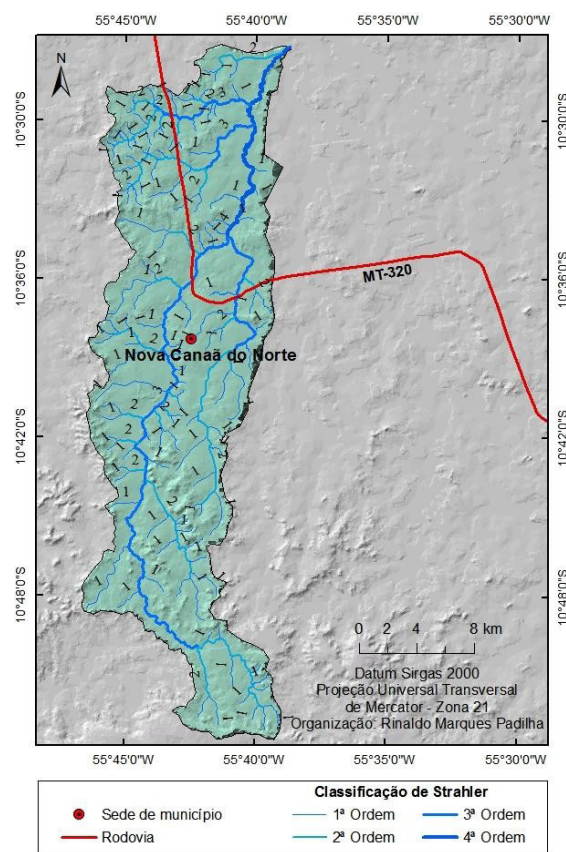 55°45'0"W 55°40'0"W 55°35'0"W 55°30'0"W
N
10°30'0"S 10°30'0"S
10°36'0"S 10°36'0"S
MT-320
Nova Canaã do Norte
10°42'0"S 10°42'0"S
10°48'0"S 10°48'0"S
0 2 4 8 km
Datum Sirgas 2000
Projeção Universal Transversal
de Mercator - Zona 21
Organização: Rinaldo Marques Padilha
55°45'0"W 55°40'0"W 55°35'0"W 55°30'0"W
Classificação de Strahler
Sede de município 1ª Ordem 3ª Ordem
Rodovia 2ª Ordem 4ª Ordem